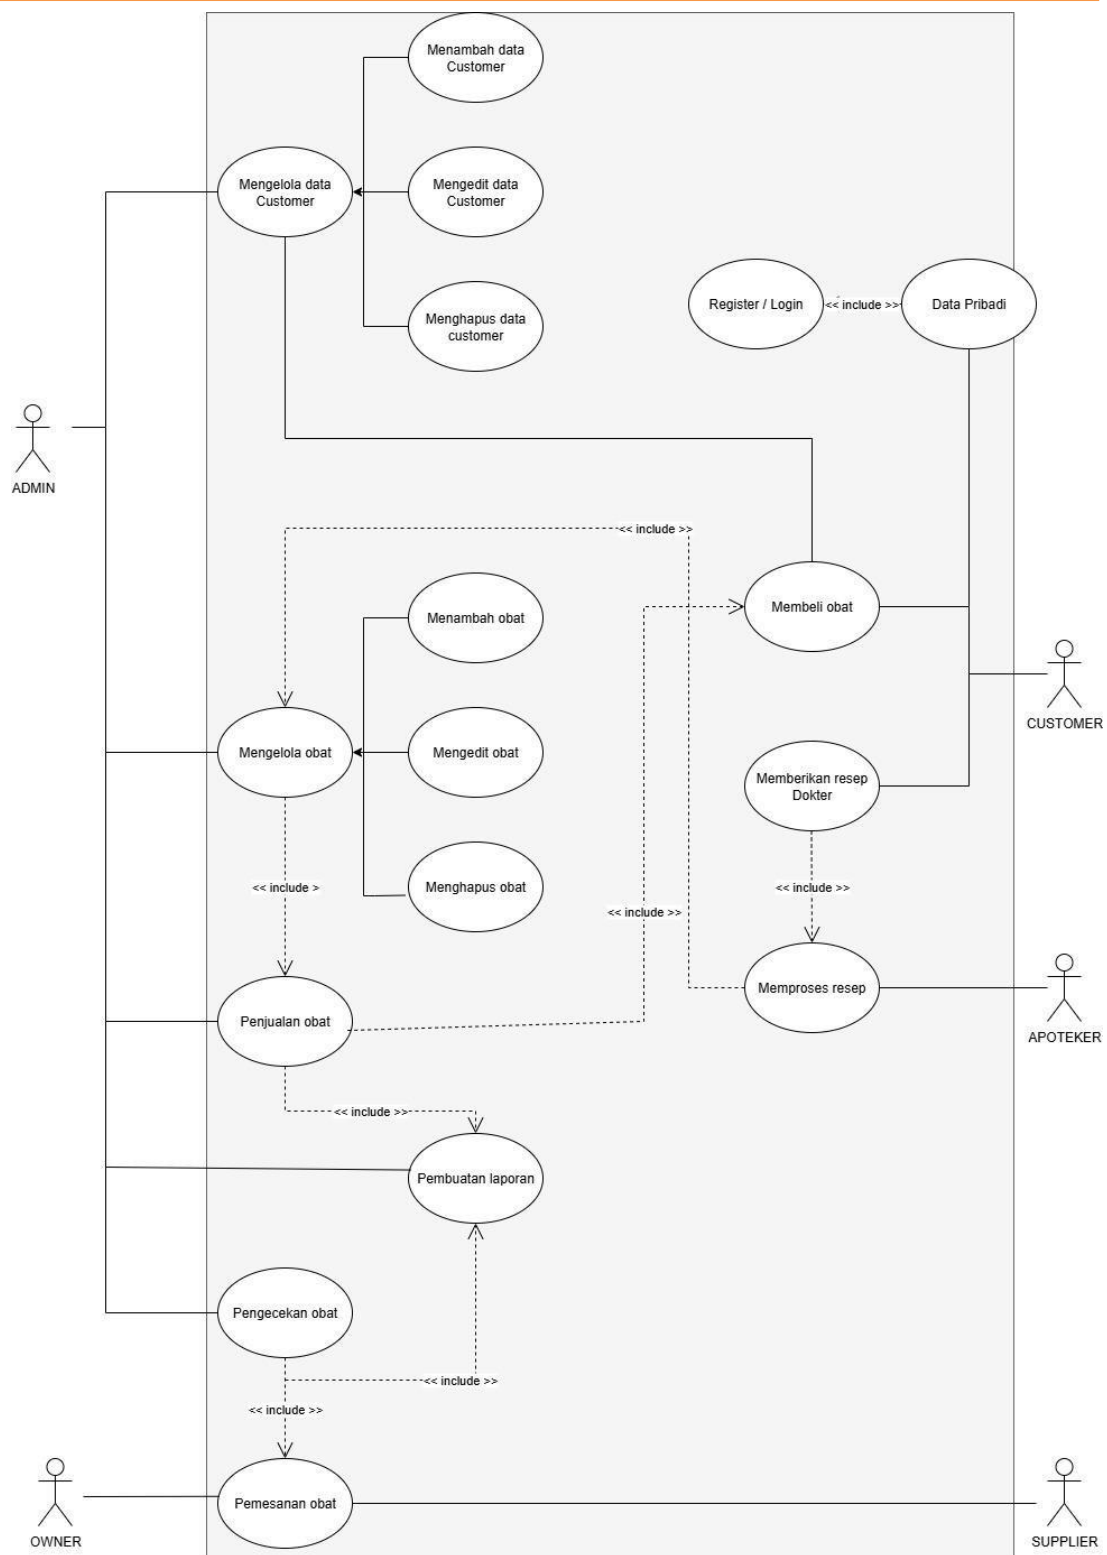 Menambah data
Customer
Mengelola data
Customer
Mengedit data
Customer
Menghapus data
customer
Register / Login
<< include >>
Data Pribadi
ADMIN
<< include >>
Menambah obat
Membeli obat
CUSTOMER
Mengelola obat
Mengedit obat
Memberikan resep
Dokter
<< include >
Menghapus obat
<< include >>
<< include >>
Memproses resep
APOTEKER
Penjualan obat
<< include >>
Pembuatan laporan
Pengecekan obat
<< include >>
<< include >>
Pemesanan obat
OWNER
SUPPLIER